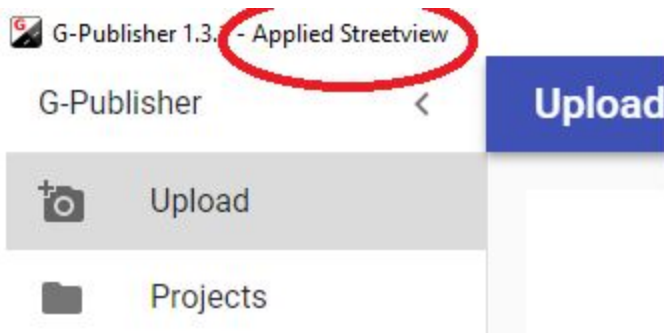 G-Publisher 1.3. - Applied Streetview
G-Publisher
Upload
Upload
Projects